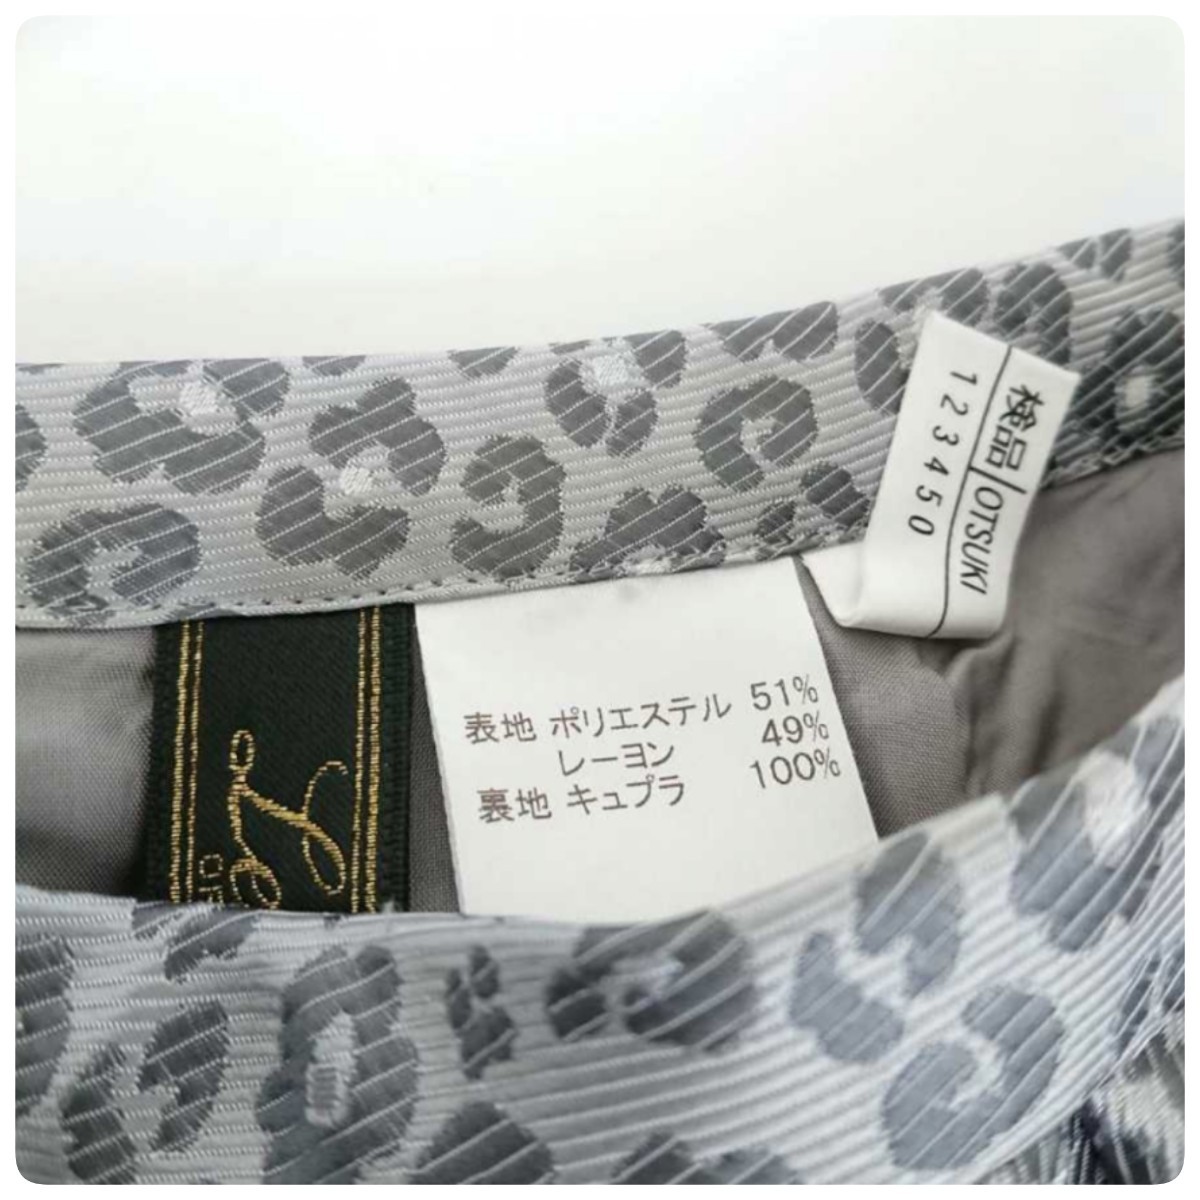 検品 OTSUKI
123450
表地 ポリエステル 51%
レーヨン 49%
裏地 キュプラ 100%